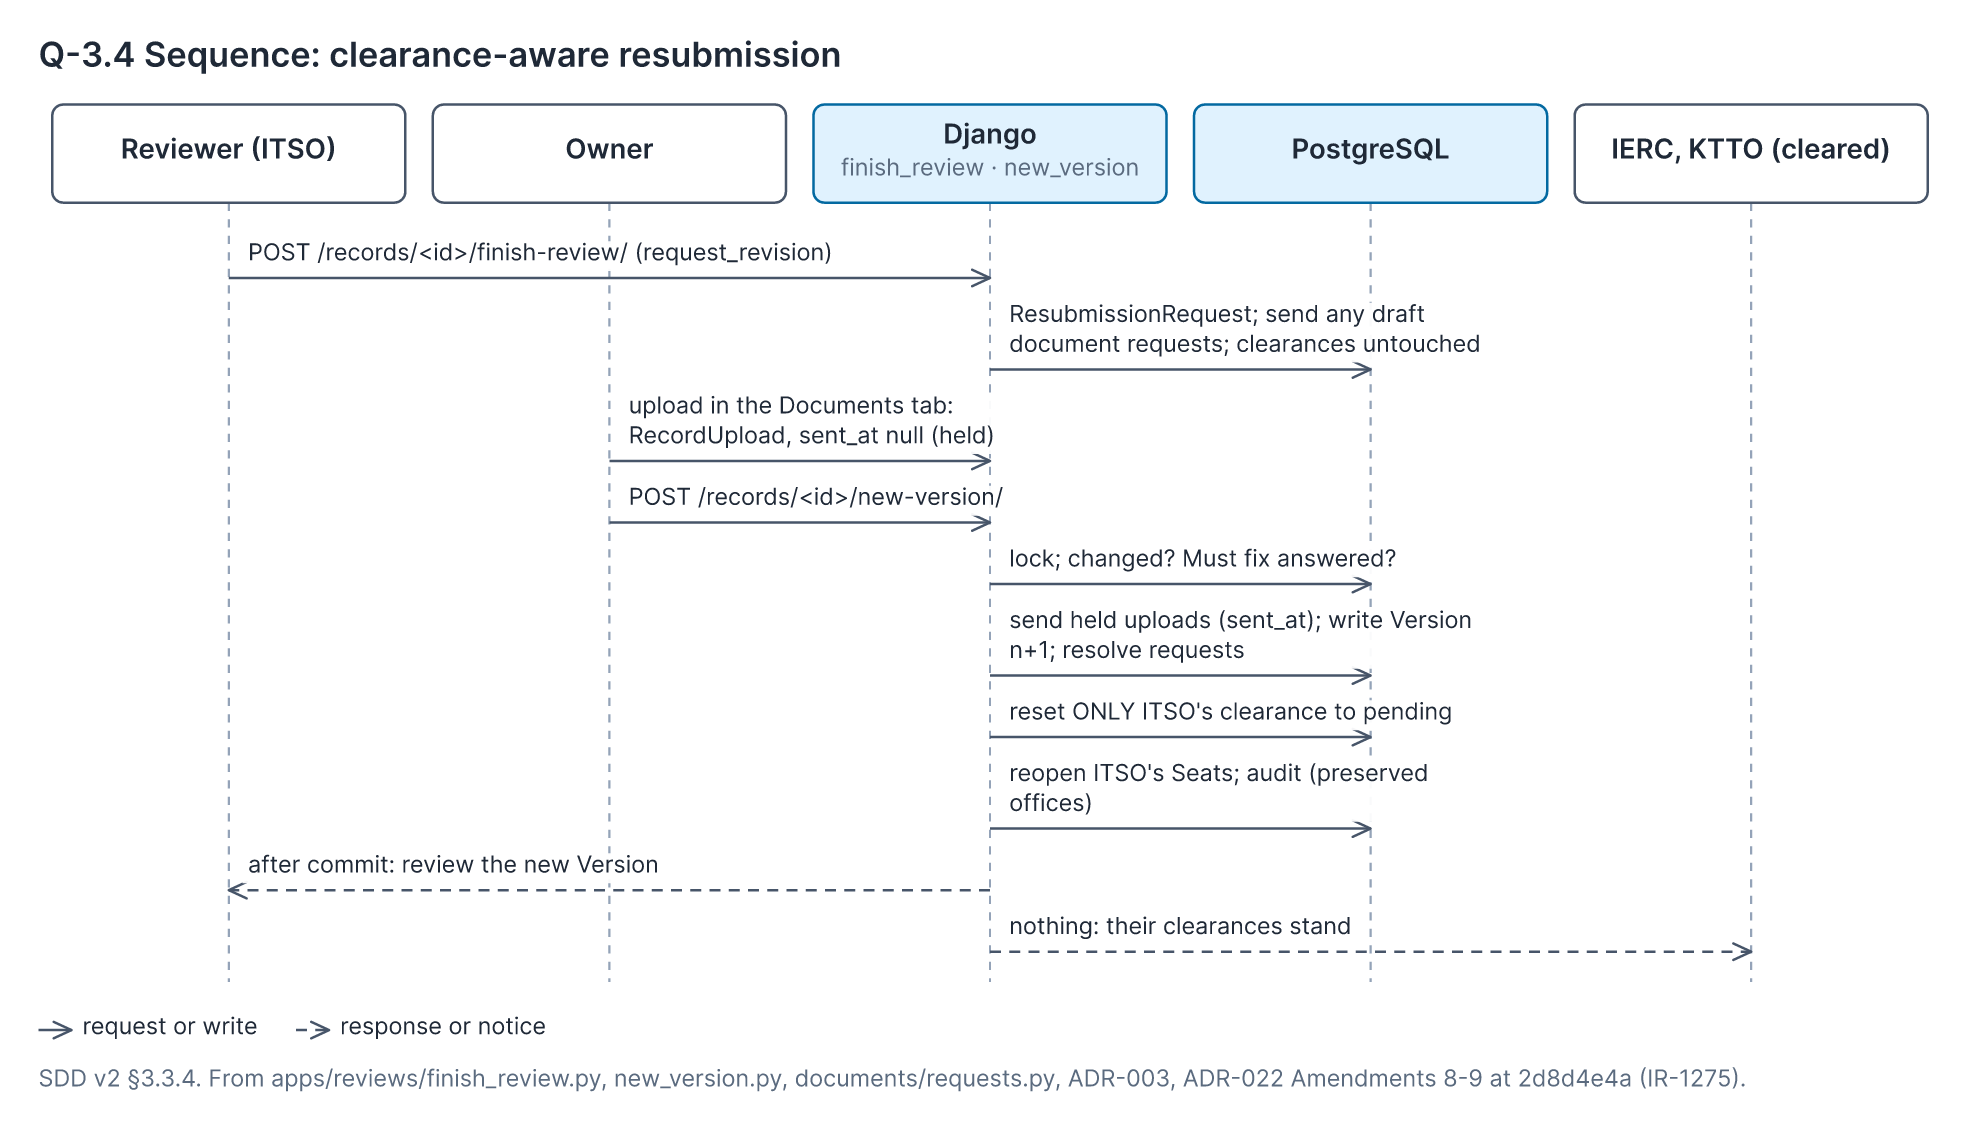 Q-3.4 Sequence: clearance-aware resubmission
Reviewer (ITSO)
Owner
Django
finish_review · new_version
PostgreSQL
IERC, KTTO (cleared)
POST /records/<id>/finish-review/ (request_revision)
ResubmissionRequest; send any draft
document requests; clearances untouched
upload in the Documents tab:
RecordUpload, sent_at null (held)
POST /records/<id>/new-version/
lock; changed? Must fix answered?
send held uploads (sent_at); write Version
n+1; resolve requests
reset ONLY ITSO's clearance to pending
reopen ITSO's Seats; audit (preserved
offices)
after commit: review the new Version
nothing: their clearances stand
request or write
response or notice
SDD v2 §3.3.4. From apps/reviews/finish_review.py, new_version.py, documents/requests.py, ADR-003, ADR-022 Amendments 8-9 at 2d8d4e4a (IR-1275).